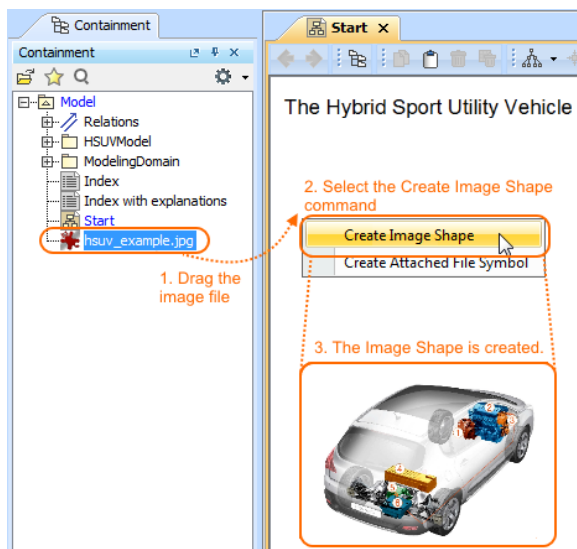 Containment
Start
Containment
Model
Relations
HSUVModel
ModelingDomain
Index
Index with explanations
Start
hsuv_example.jpg
1. Drag the
image file
The Hybrid Sport Utility Vehicle
2. Select the Create Image Shape
command
Create Image Shape
Create Attached File Symbol
3. The Image Shape is created.